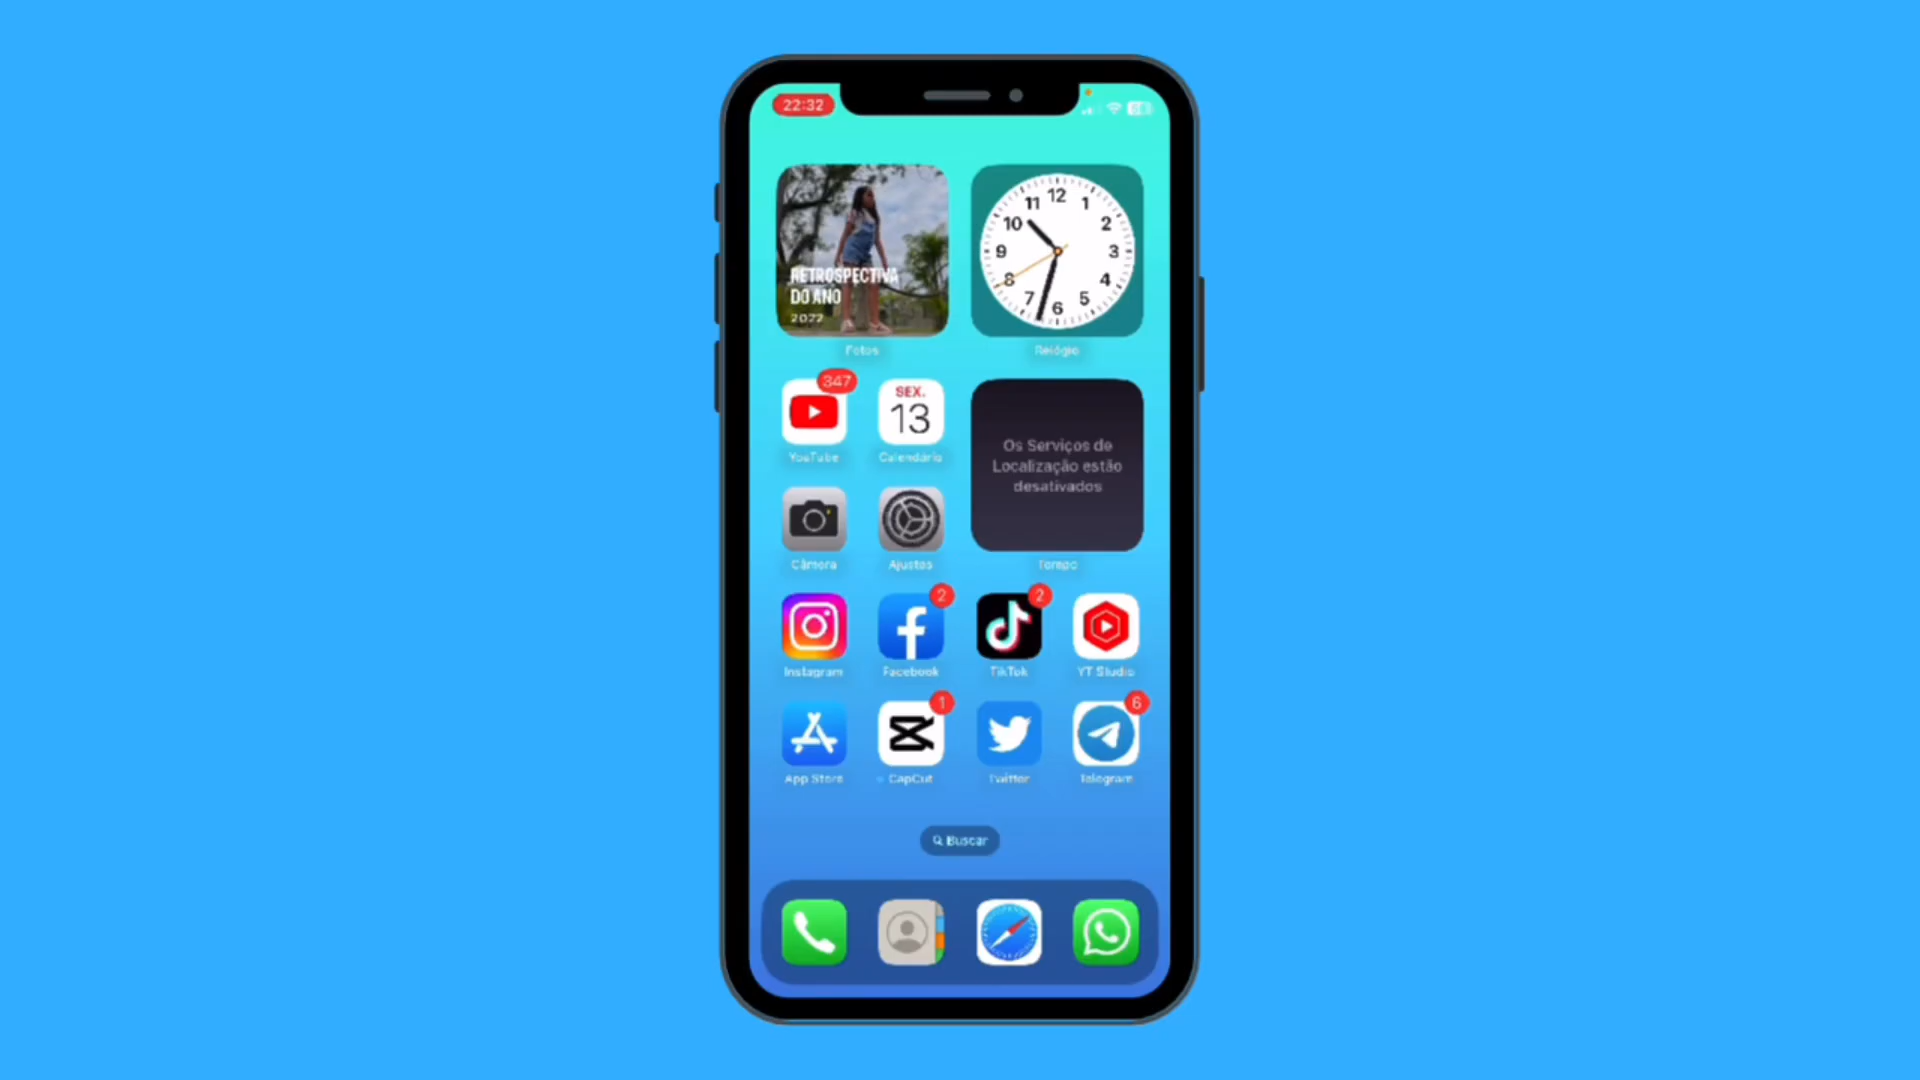 22:32
RETROSPECTIVA
DO ANO
2022
Fotos
12
1
2
3
4
5
6
7
8
9
10
11
Relógio
347
YouTube
SEX.
13
Calendário
Os Serviços de
Localização estão
desativados
Câmera
Ajustes
Tempo
Instagram
2
Facebook
2
TikTok
YT Studio
App Store
1
CapCut
Twitter
6
Telegram
Buscar